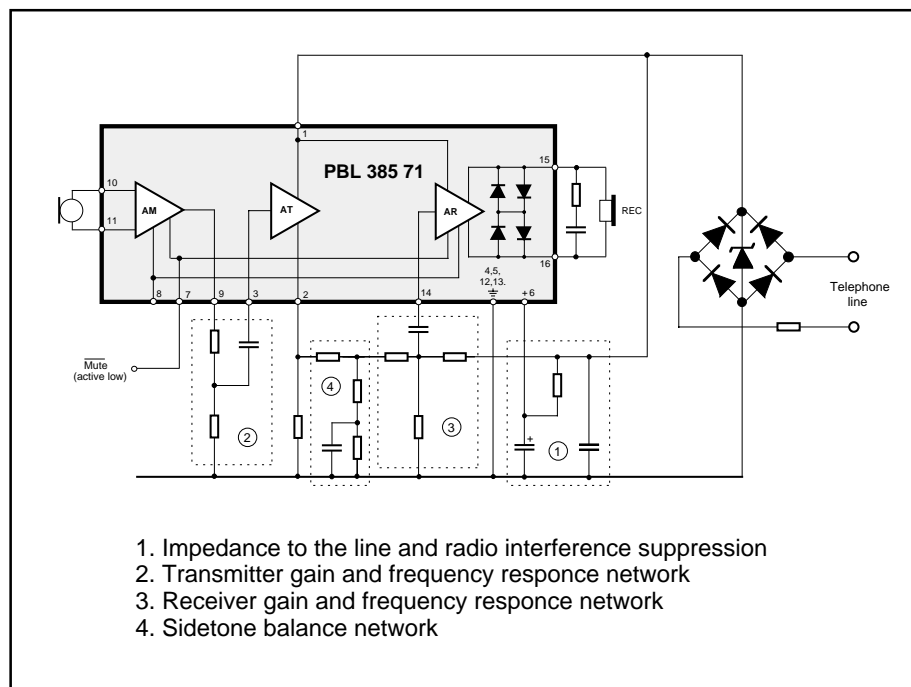 1
PBL 385 71
15
10
11
AM
AT
AR
REC
16
4,5,
12,13.
+ 6
8
7
9
3
2
14
Telephone
line
Mute
(active low)
+
4
2
3
1
1. Impedance to the line and radio interference suppression
2. Transmitter gain and frequency responce network
3. Receiver gain and frequency responce network
4. Sidetone balance network